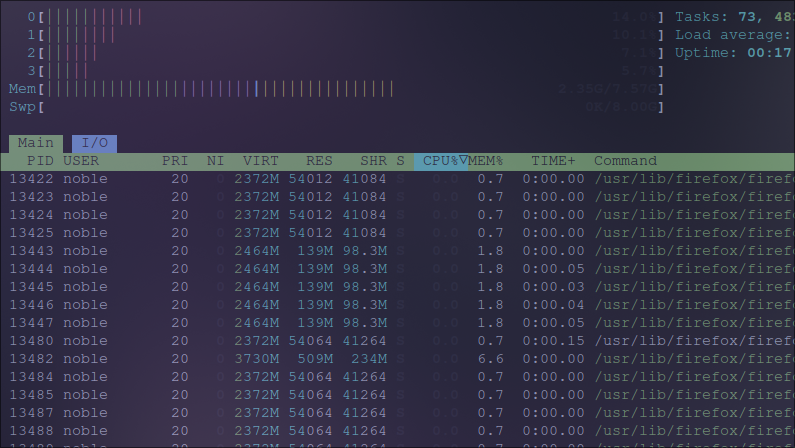 0[||||||||||| 14.0%] Tasks: 73, 48
1[|||||||| 10.1%] Load average:
2[|||||| 7.1%] Uptime: 00:17
3[||||| 5.7%]
Mem[|||||||||||||||||||||||||||||||||||||||| 2.35G/7.57G]
Swp[ 0K/8.00G]
Main I/O
PID USER PRI NI VIRT RES SHR S CPU%▽MEM% TIME+ Command
13422 noble 20 0 2372M 54012 41084 S 0.0 0.7 0:00.00 /usr/lib/firefox/firef
13423 noble 20 0 2372M 54012 41084 S 0.0 0.7 0:00.00 /usr/lib/firefox/firef
13424 noble 20 0 2372M 54012 41084 S 0.0 0.7 0:00.00 /usr/lib/firefox/firef
13425 noble 20 0 2372M 54012 41084 S 0.0 0.7 0:00.00 /usr/lib/firefox/firef
13443 noble 20 0 2464M 139M 98.3M S 0.0 1.8 0:00.00 /usr/lib/firefox/firef
13444 noble 20 0 2464M 139M 98.3M S 0.0 1.8 0:00.05 /usr/lib/firefox/firef
13445 noble 20 0 2464M 139M 98.3M S 0.0 1.8 0:00.03 /usr/lib/firefox/firef
13446 noble 20 0 2464M 139M 98.3M S 0.0 1.8 0:00.04 /usr/lib/firefox/firef
13447 noble 20 0 2464M 139M 98.3M S 0.0 1.8 0:00.05 /usr/lib/firefox/firef
13480 noble 20 0 2372M 54064 41264 S 0.0 0.7 0:00.15 /usr/lib/firefox/firef
13482 noble 20 0 3730M 509M 234M S 0.0 6.6 0:00.00 /usr/lib/firefox/firef
13484 noble 20 0 2372M 54064 41264 S 0.0 0.7 0:00.00 /usr/lib/firefox/firef
13485 noble 20 0 2372M 54064 41264 S 0.0 0.7 0:00.00 /usr/lib/firefox/firef
13487 noble 20 0 2372M 54064 41264 S 0.0 0.7 0:00.00 /usr/lib/firefox/firef
13488 noble 20 0 2372M 54064 41264 S 0.0 0.7 0:00.00 /usr/lib/firefox/firef